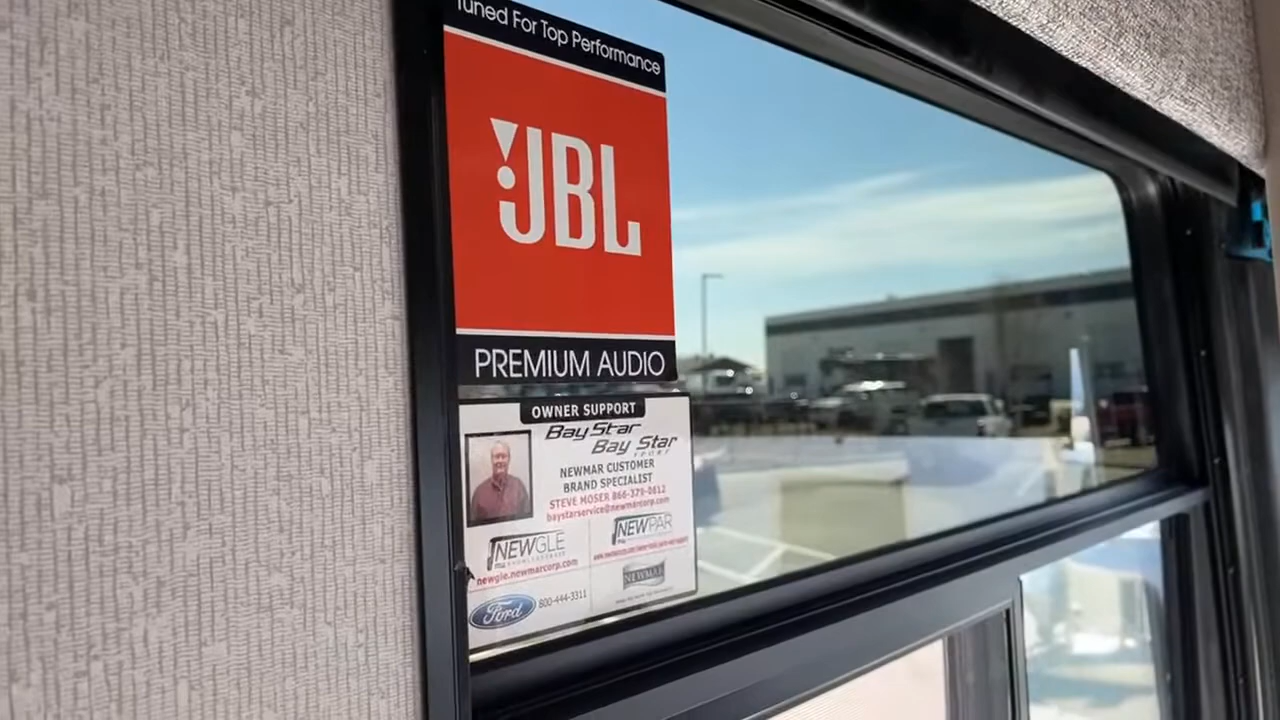 Tuned For Top Performance
JBL
PREMIUM AUDIO
OWNER SUPPORT
Bay Star
Bay Star
SPORT
NEWMAR CUSTOMER
BRAND SPECIALIST
STEVE MOSER 866-379-0612
baystarservice@newmarcorp.com
NEWGLE
NEWPAR
newgle.newmarcorp.com
NEWMAR
Ford
800-444-3311